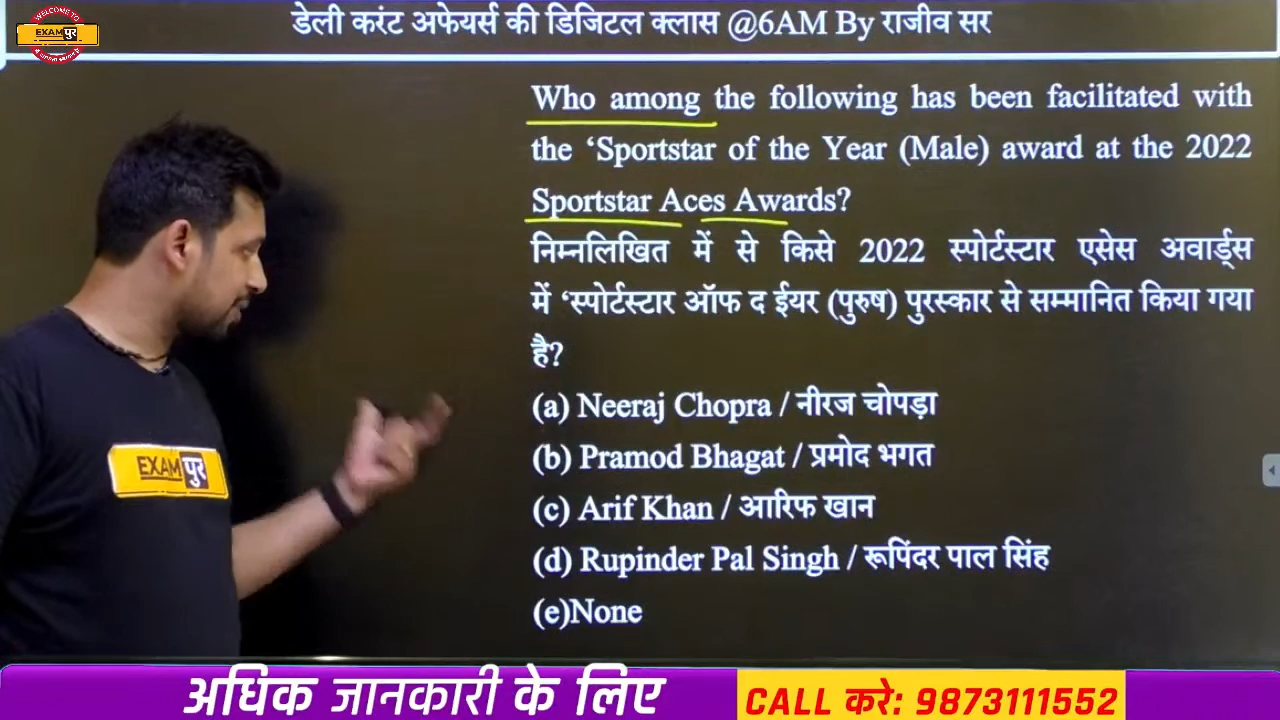 WELCOME TO
EXAMपुर
डेली करंट अफेयर्स की डिजिटल क्लास @6AM By राजीव सर
Who among the following has been facilitated with
the ‘Sportstar of the Year (Male) award at the 2022
Sportstar Aces Awards?
निम्नलिखित में से किसे 2022 स्पोर्टस्टार एसेस अवार्ड्स
में ‘स्पोर्टस्टार ऑफ द ईयर (पुरुष) पुरस्कार से सम्मानित किया गया
है?
(a) Neeraj Chopra / नीरज चोपड़ा
(b) Pramod Bhagat / प्रमोद भगत
(c) Arif Khan / आरिफ खान
(d) Rupinder Pal Singh / रूपिंदर पाल सिंह
(e)None
EXAMपुर
अधिक जानकारी के लिए
CALL करे: 9873111552